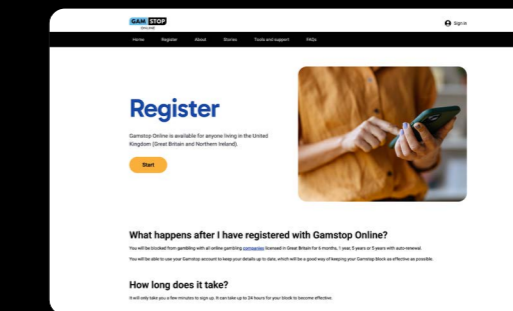 GAMSTOP
ONLINE
Sign in
Home Register About Stories Tools and support FAQs
Register
Gamstop Online is available for anyone living in the United
Kingdom (Great Britain and Northern Ireland).
Start
What happens after I have registered with Gamstop Online?
You will be blocked from gambling with all online gambling companies licensed in Great Britain for 6 months, 1 year, 5 years or 5 years with auto-renewal.
You will be able to use your Gamstop account to keep your details up to date, which will be a good way of keeping your Gamstop block as effective as possible.
How long does it take?
It will only take you a few minutes to sign up. It can take up to 24 hours for your block to become effective.